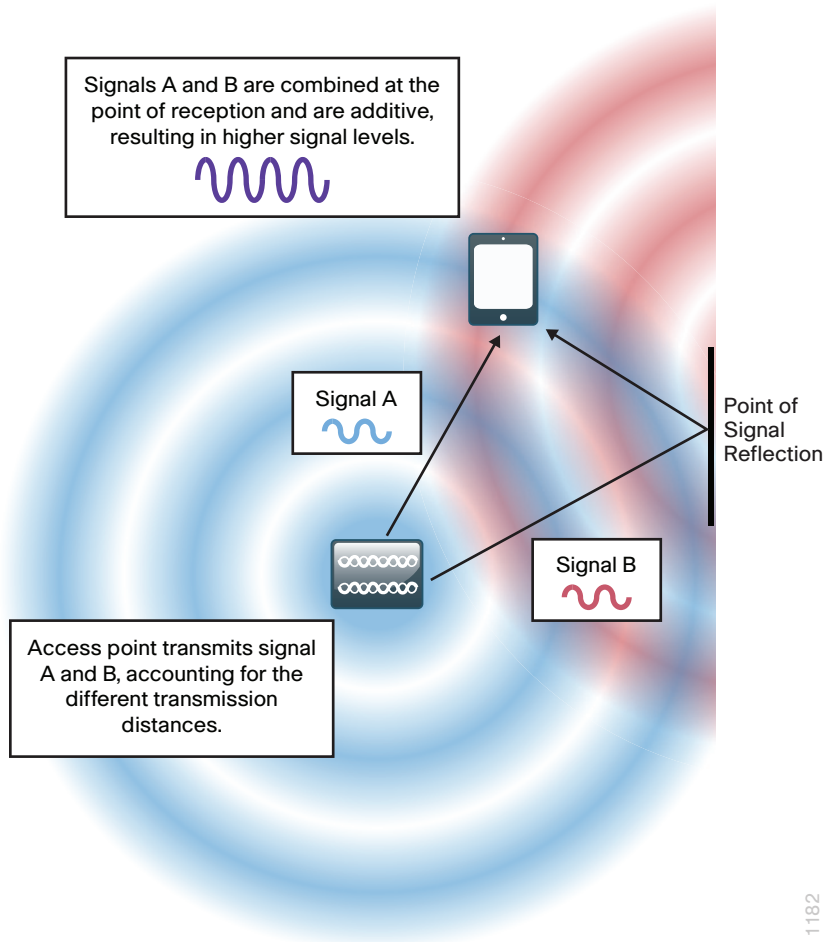 Signals A and B are combined at the
point of reception and are additive,
resulting in higher signal levels.
Signal A
Point of
Signal
Reflection
Signal B
Access point transmits signal
A and B, accounting for the
different transmission
distances.
1182